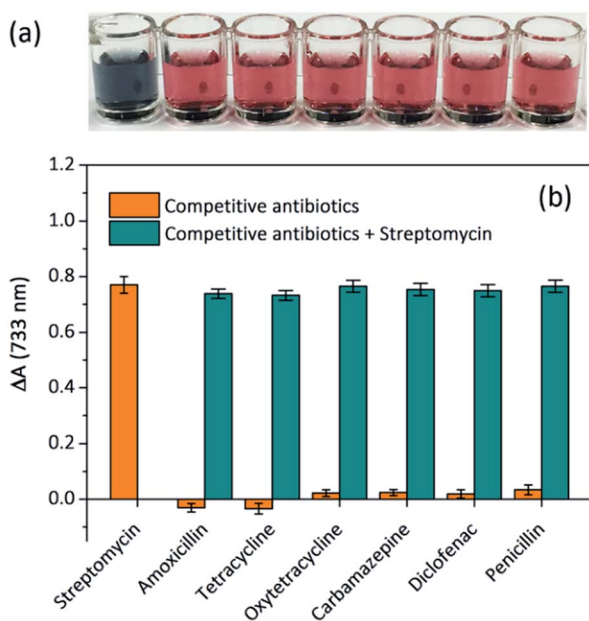 (a)
(b)
Competitive antibiotics
Competitive antibiotics + Streptomycin
1.2
1.0
0.8
0.6
0.4
0.2
0.0
ΔA (733 nm)
Streptomycin
Amoxicillin
Tetracycline
Oxytetracycline
Carbamazepine
Diclofenac
Penicillin